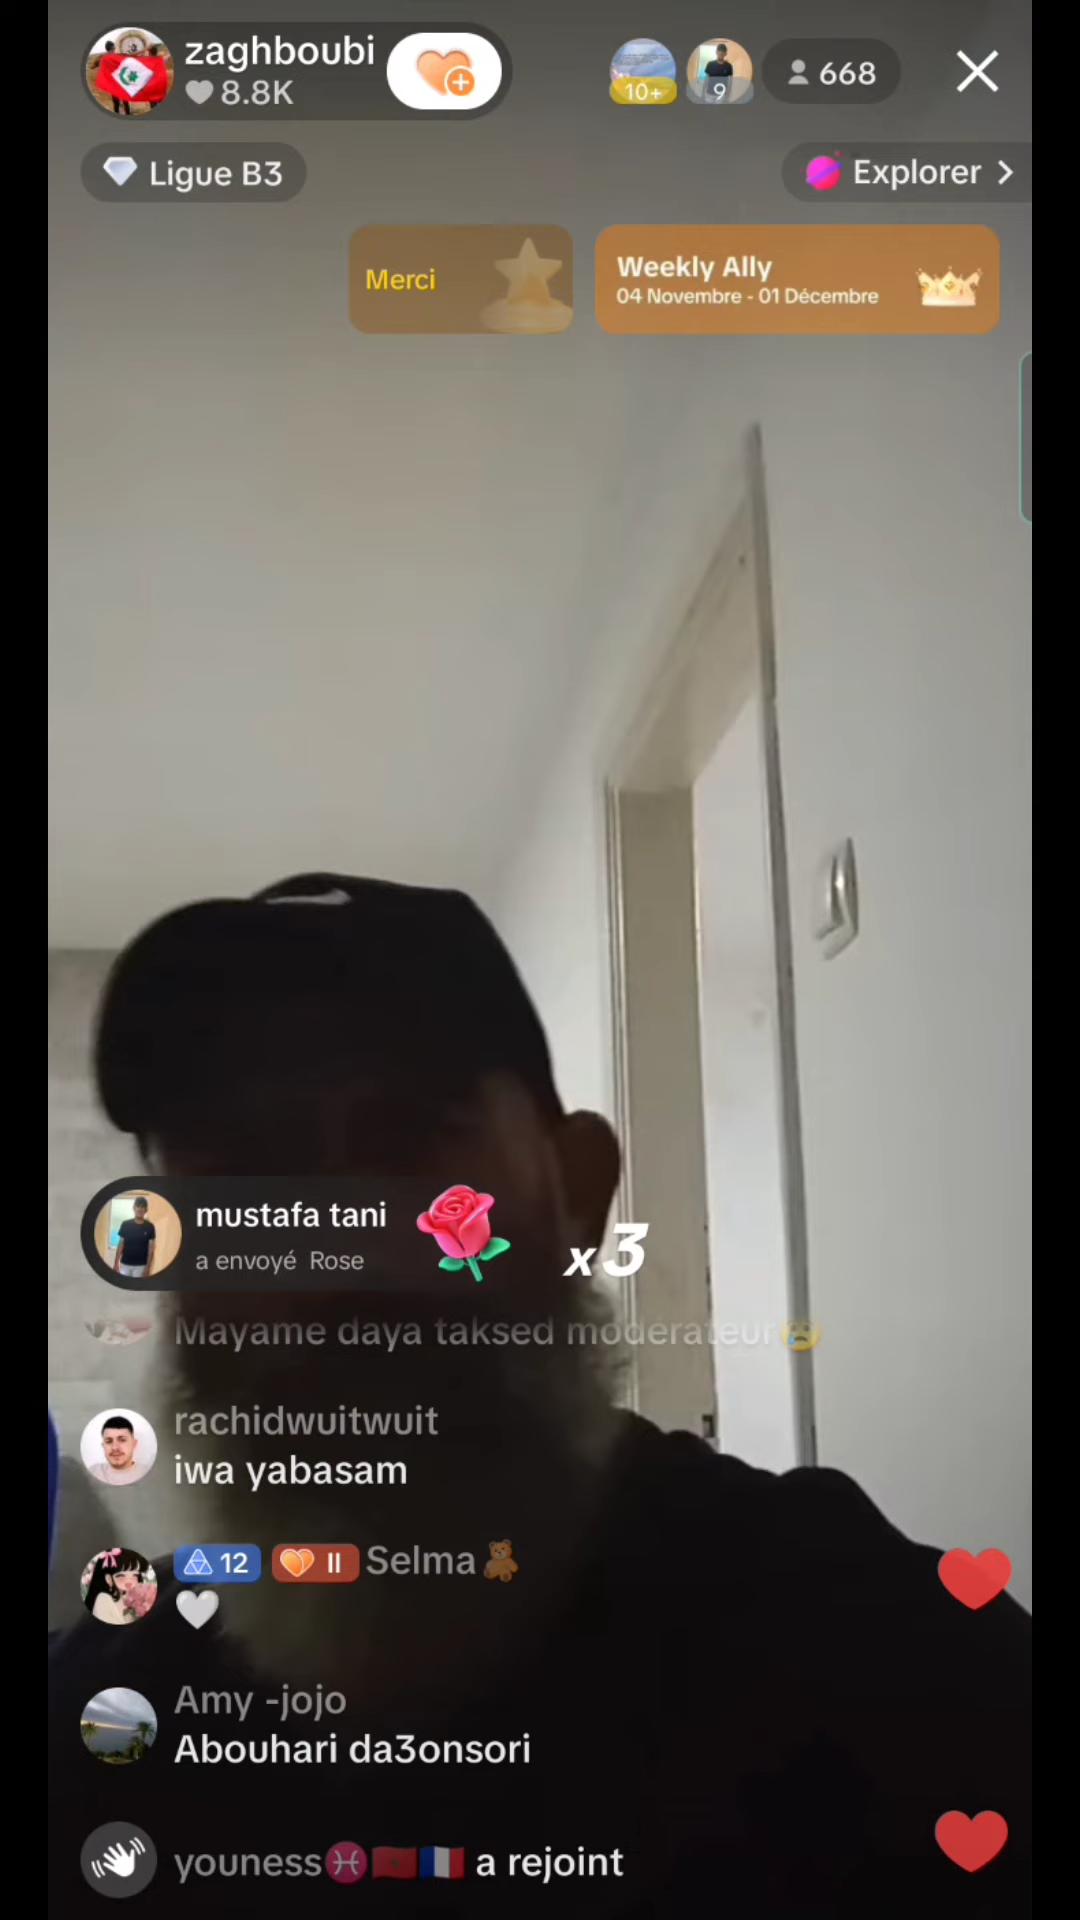 zaghboubi
8.8K
10+
9
668
Ligue B3
Explorer
Merci
Weekly Ally
04 Novembre - 01 Décembre
mustafa tani
a envoyé Rose
x3
Mayame daya taksed modérateur😢
rachidwuitwuit
iwa yabasam
12 II Selma🧸
🤍
Amy -jojo
Abouhari da3onsori
youness♓🇲🇦🇫🇷 a rejoint